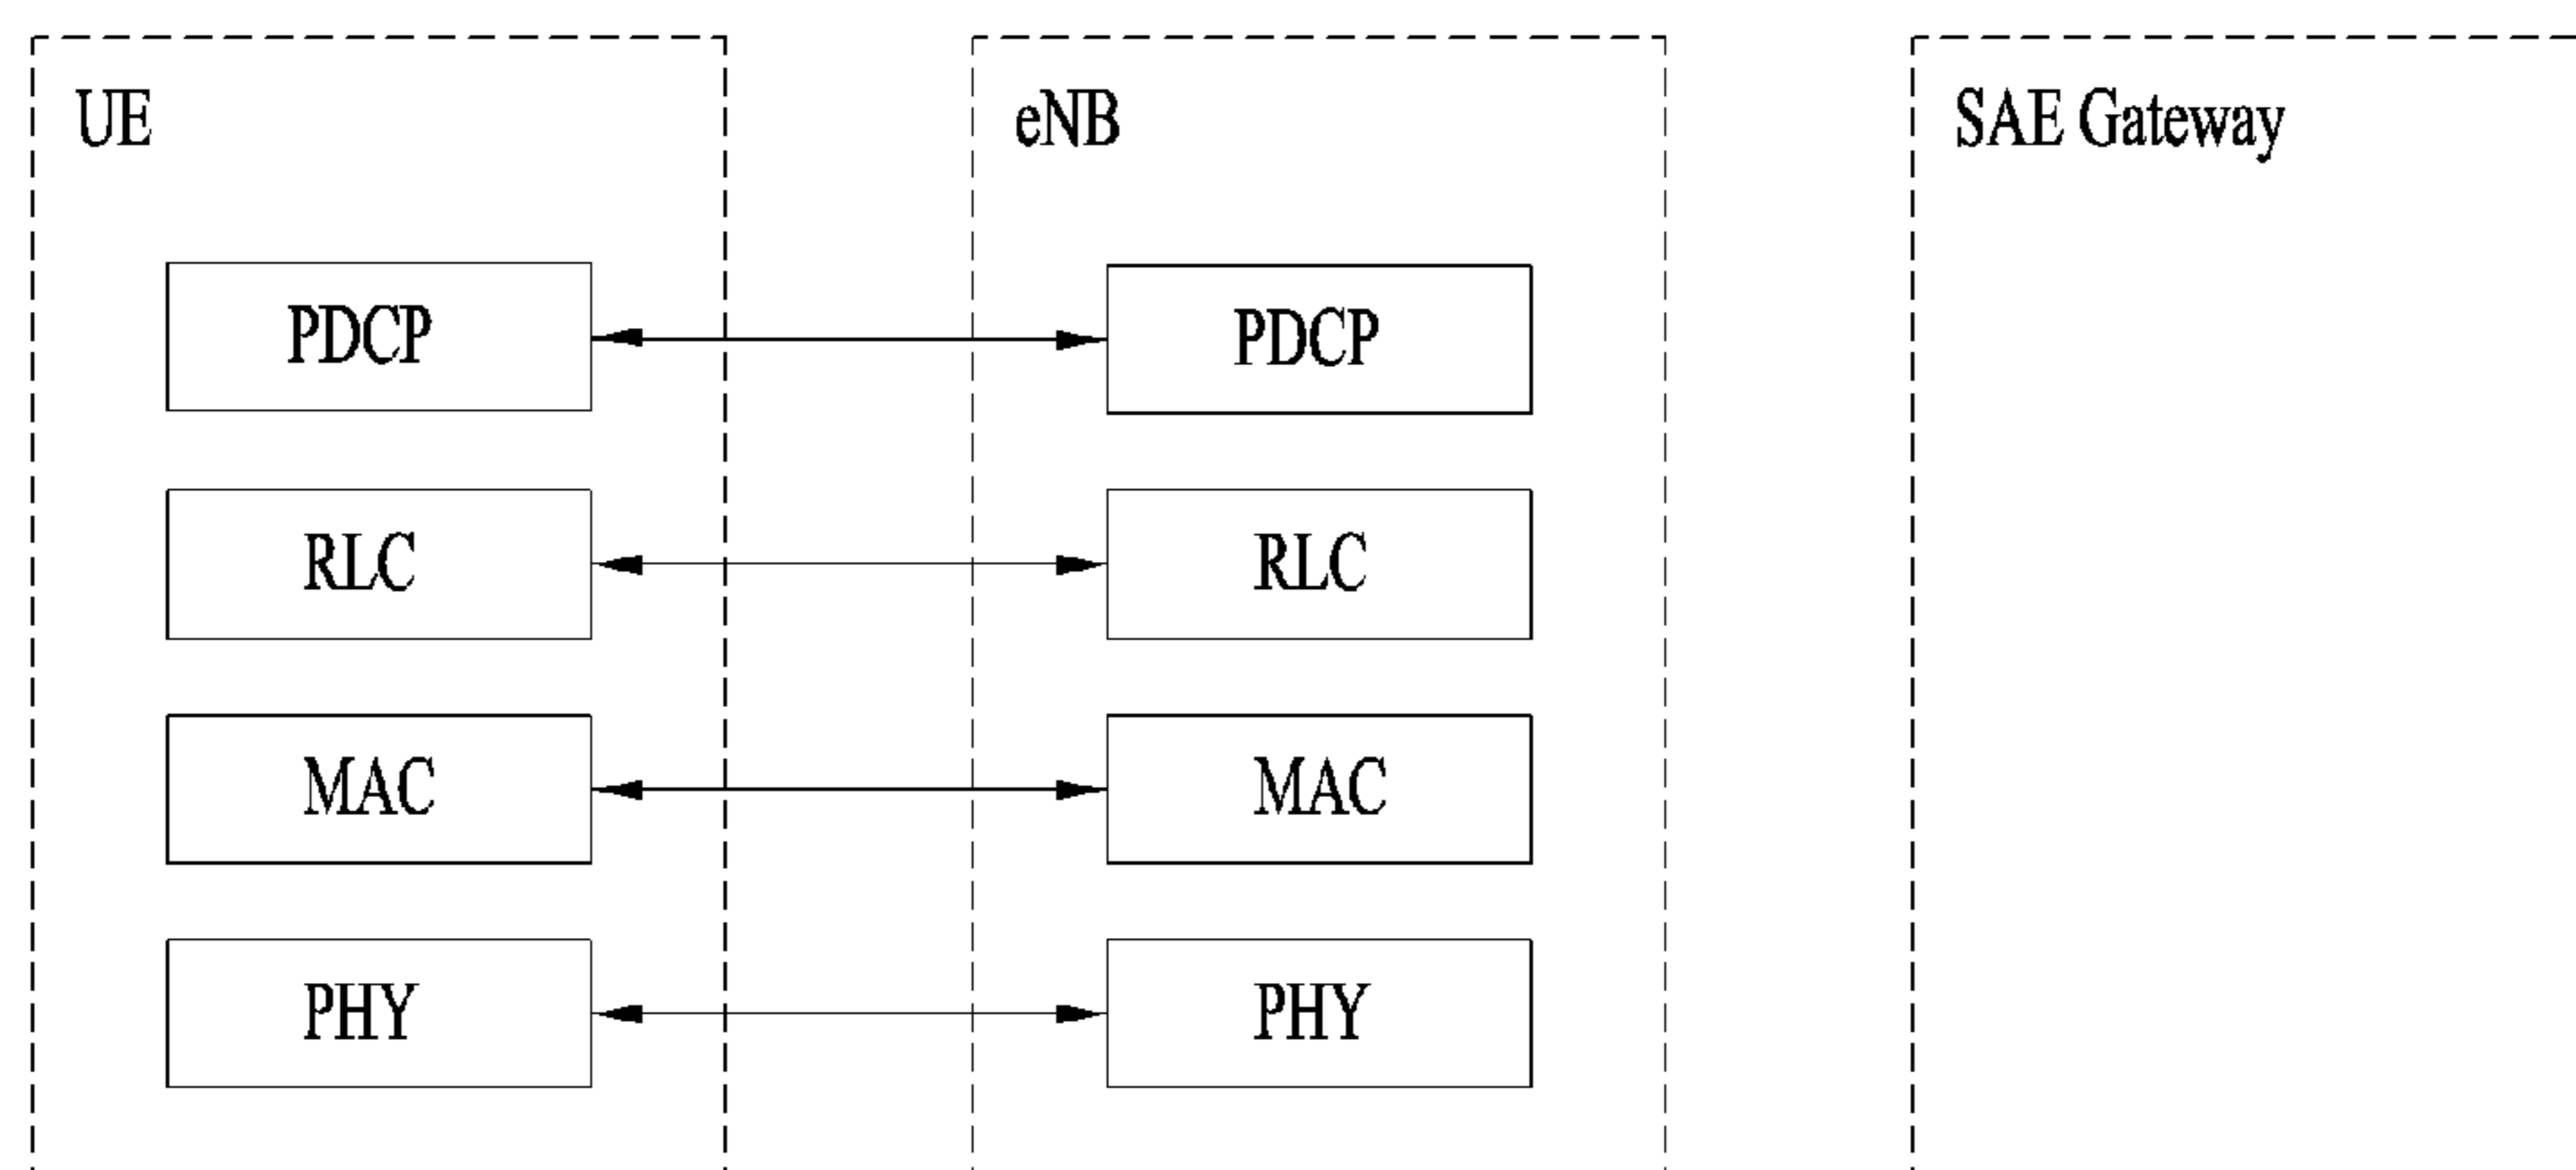 UE
eNB
SAE Gateway
PDCP
PDCP
RLC
RLC
MAC
MAC
PHY
PHY